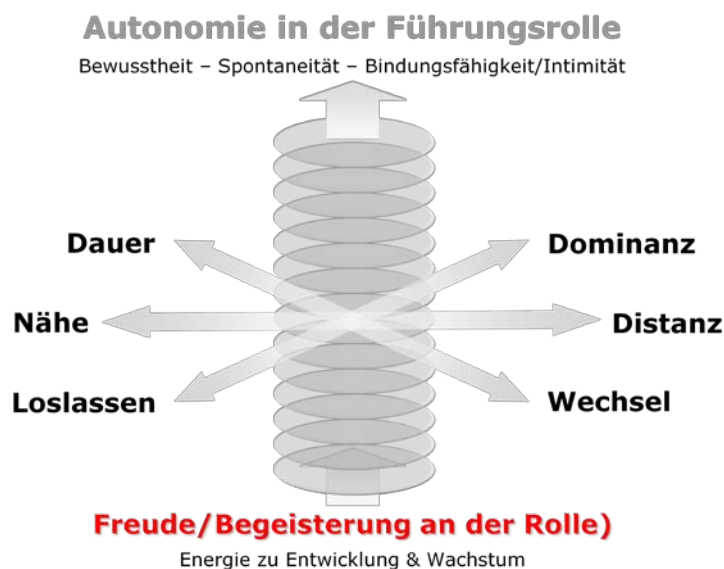 Autonomie in der Führungsrolle
Bewusstheit – Spontaneität – Bindungsfähigkeit/Intimität
Dauer
Dominanz
Nähe
Distanz
Loslassen
Wechsel
Freude/Begeisterung an der Rolle)
Energie zu Entwicklung & Wachstum